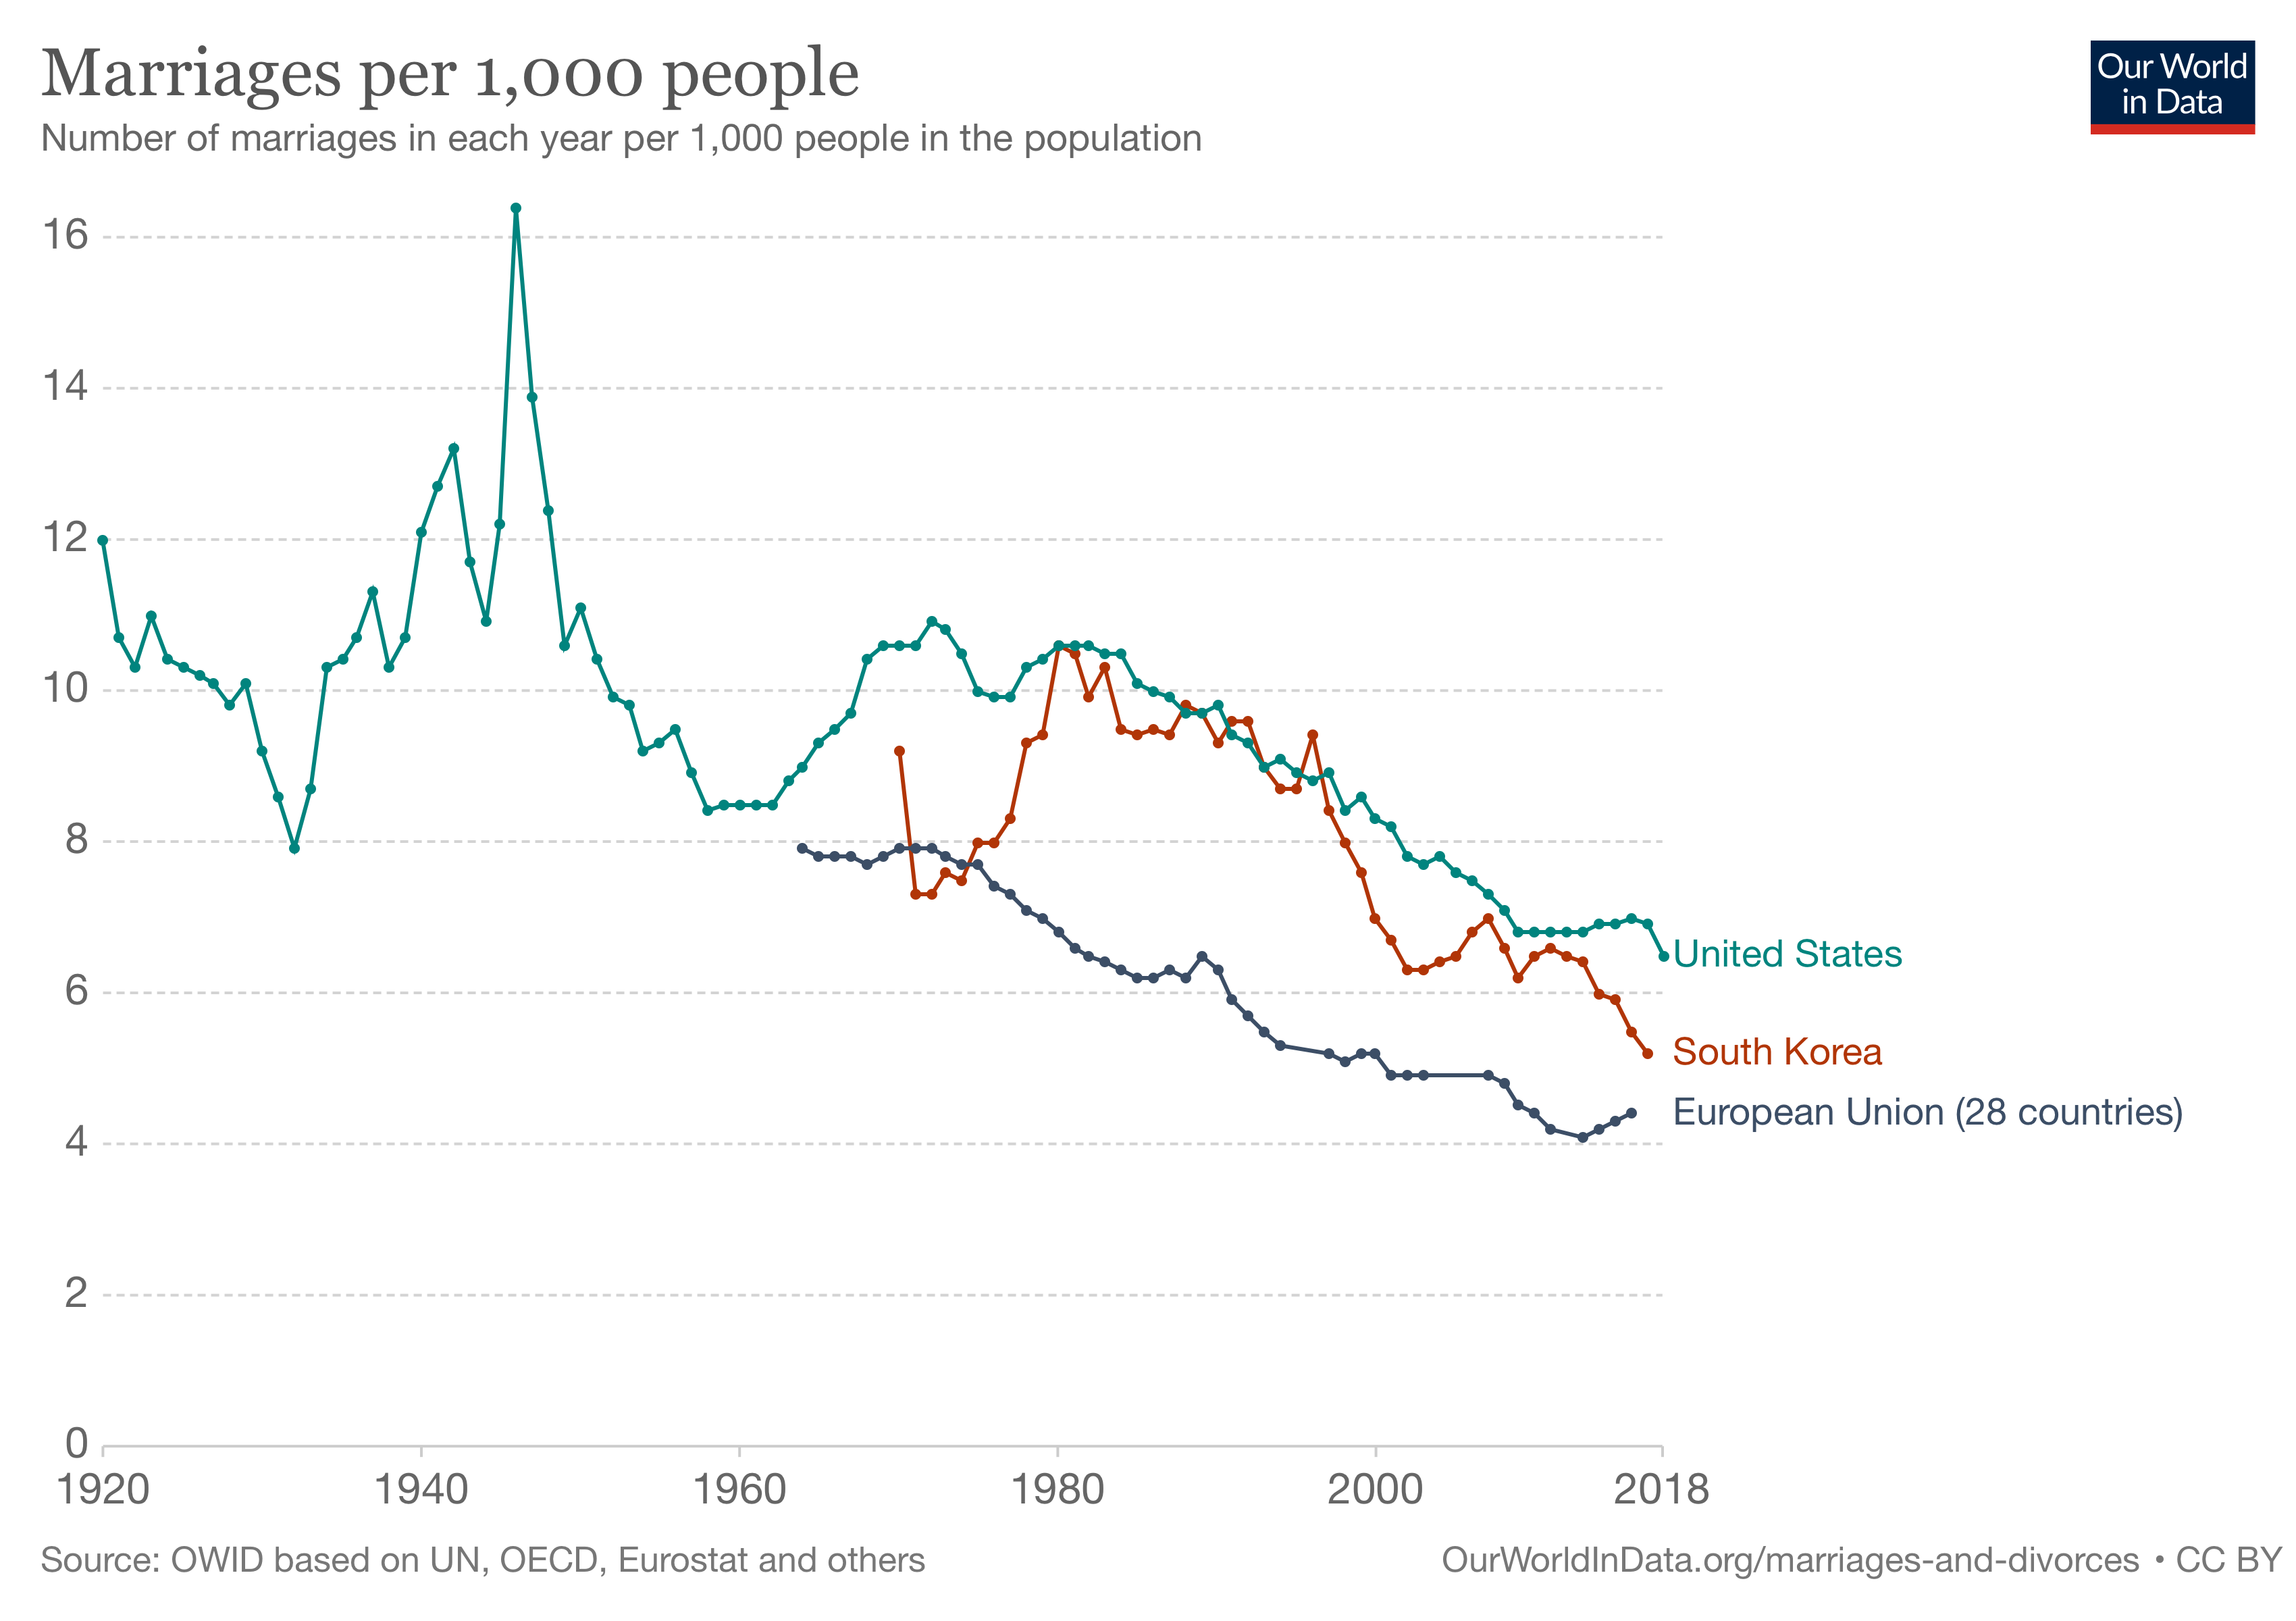 Marriages per 1,000 people
Number of marriages in each year per 1,000 people in the population
Our World
in Data
16
14
12
10
8
6
4
2
0
United States
South Korea
European Union (28 countries)
1920 1940 1960 1980 2000 2018
Source: OWID based on UN, OECD, Eurostat and others
OurWorldInData.org/marriages-and-divorces • CC BY